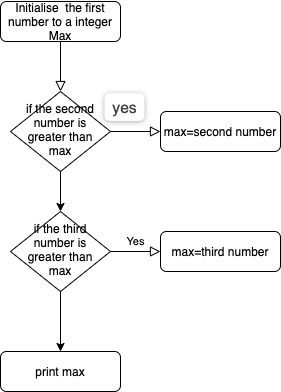 Initialise  the first
number to a integer
Max
if the second
number is
greater than
max
yes
max=second number
if the third
number is
greater than
max
Yes
max=third number
print max